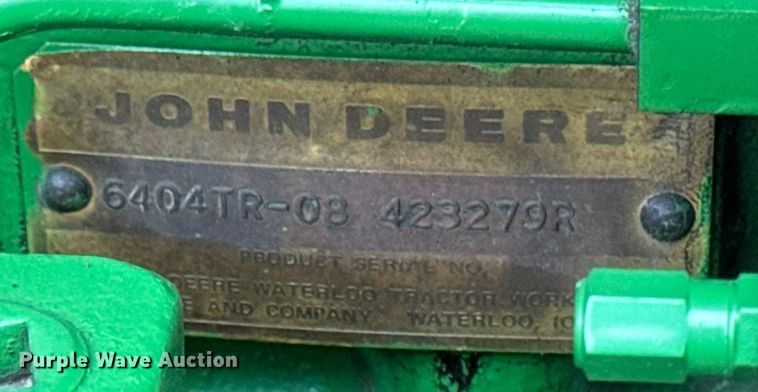 JOHN DEERE
6404TR-08 423279R
PRODUCT SERIAL NO.
DEERE WATERLOO TRACTOR WORK
E AND COMPANY, WATERLOO, IO
Purple Wave Auction